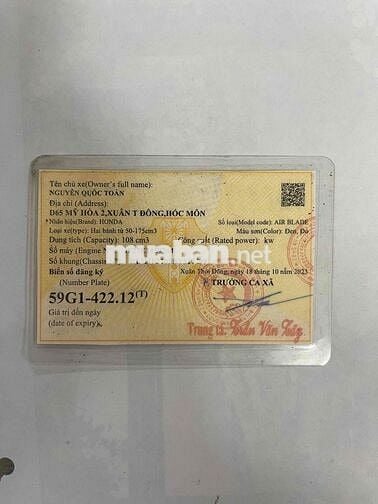 Tên chủ xe(Owner's full name):
NGUYỄN QUỐC TOÀN
Địa chỉ (Address):
D65 MỸ HÒA 2,XUÂN T ĐÔNG,HÓC MÔN
Nhãn hiệu(Brand): HONDA Số loại(Model code): AIR BLADE
Loại xe(Type): Hai bánh từ 50-175cm3 Màu sơn(Color): Đen, Đỏ
Dung tích (Capacity): 108 cm3 Công suất (Rated power): kw
Số máy (Engine
Số khung(Chassis
muaban.net
Biển số đăng ký Xuân Thới Đông, ngày 18 tháng 10 năm 2023
(Number Plate) TRƯỞNG CA XÃ
59G1-422.12(T)
Giá trị đến ngày
(date of expiry)
Trung tá. Trần Văn